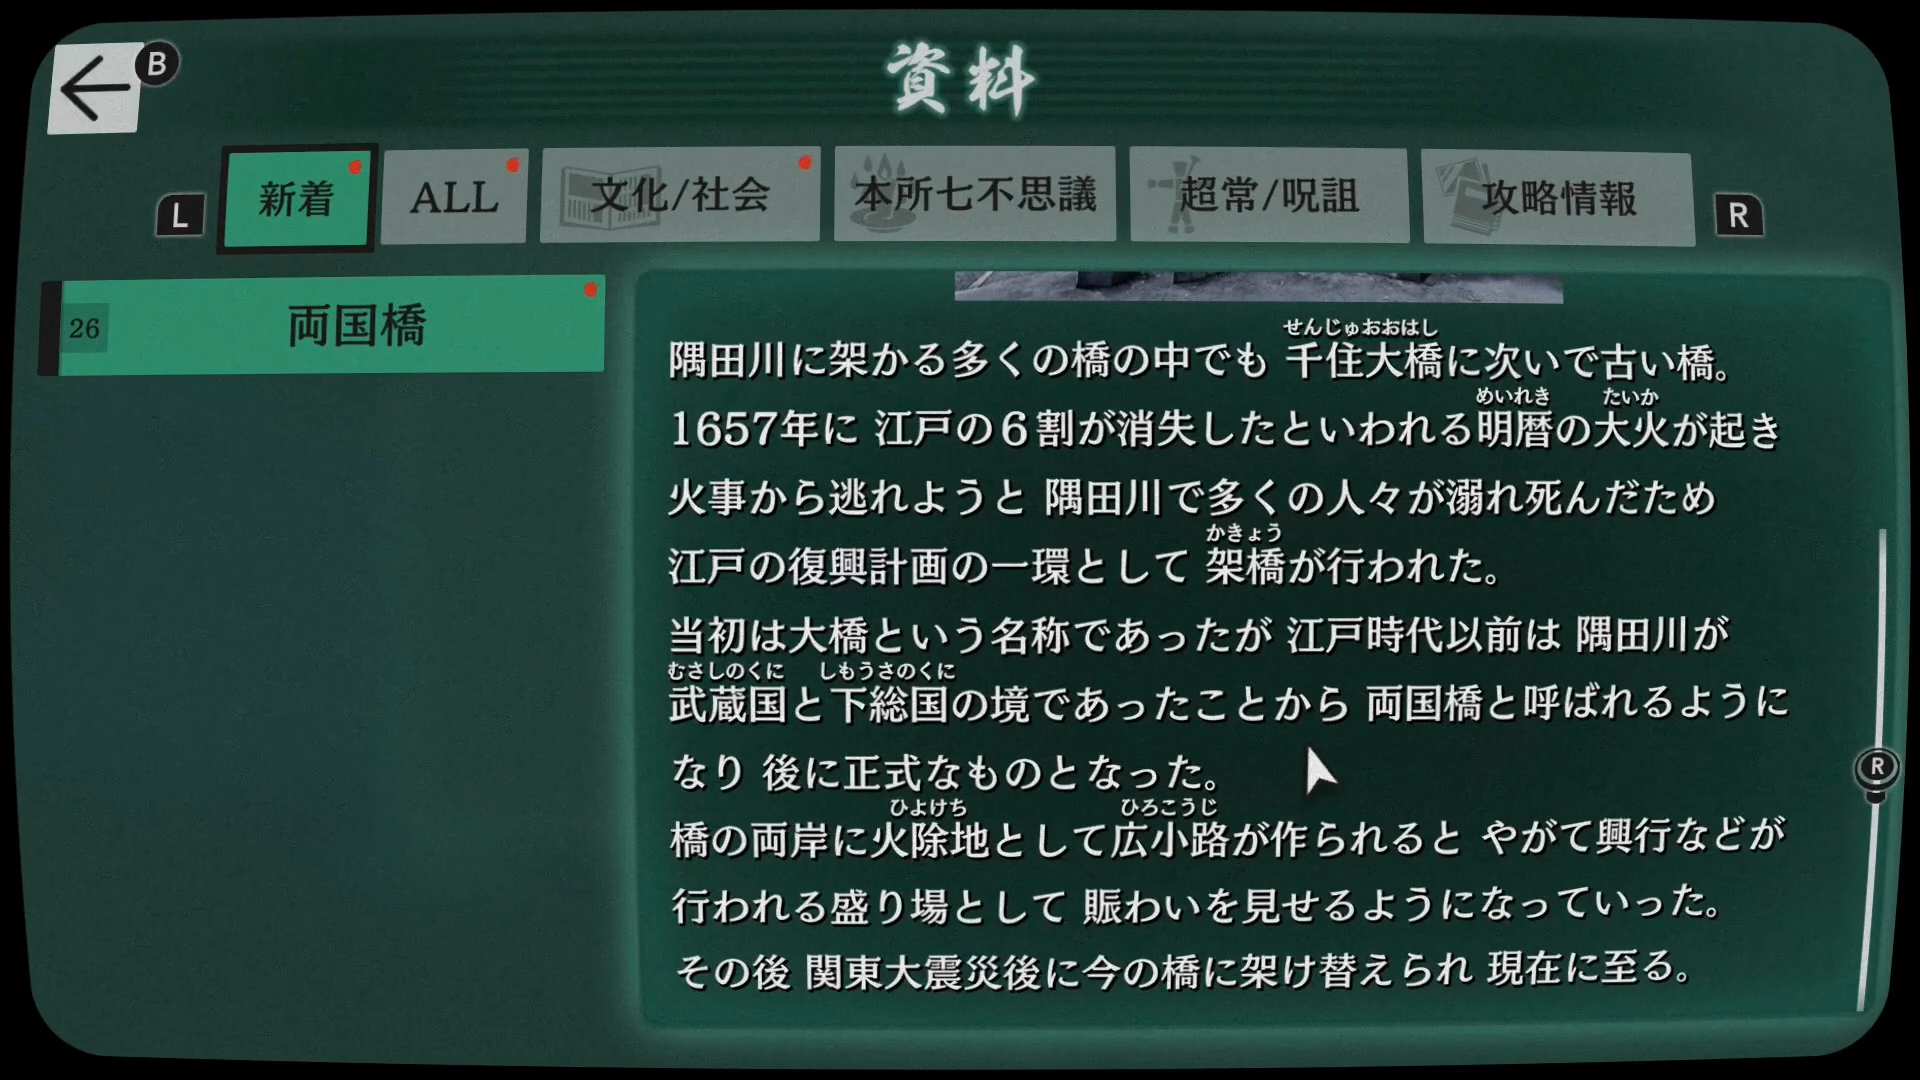 B
資料
L
新着
ALL
文化/社会
本所七不思議
超常/呪詛
攻略情報
R
26
両国橋
せんじゅおおはし
隅田川に架かる多くの橋の中でも 千住大橋に次いで古い橋。
めいれき たいか
1657年に 江戸の6割が消失したといわれる明暦の大火が起き
火事から逃れようと 隅田川で多くの人々が溺れ死んだため
かきょう
江戸の復興計画の一環として 架橋が行われた。
当初は大橋という名称であったが 江戸時代以前は 隅田川が
むさしのくに しもうさのくに
武蔵国と下総国の境であったことから 両国橋と呼ばれるように
なり 後に正式なものとなった。
ひよけち ひろこうじ
橋の両岸に火除地として広小路が作られると やがて興行などが
行われる盛り場として 賑わいを見せるようになっていった。
その後 関東大震災後に今の橋に架け替えられ 現在に至る。
R